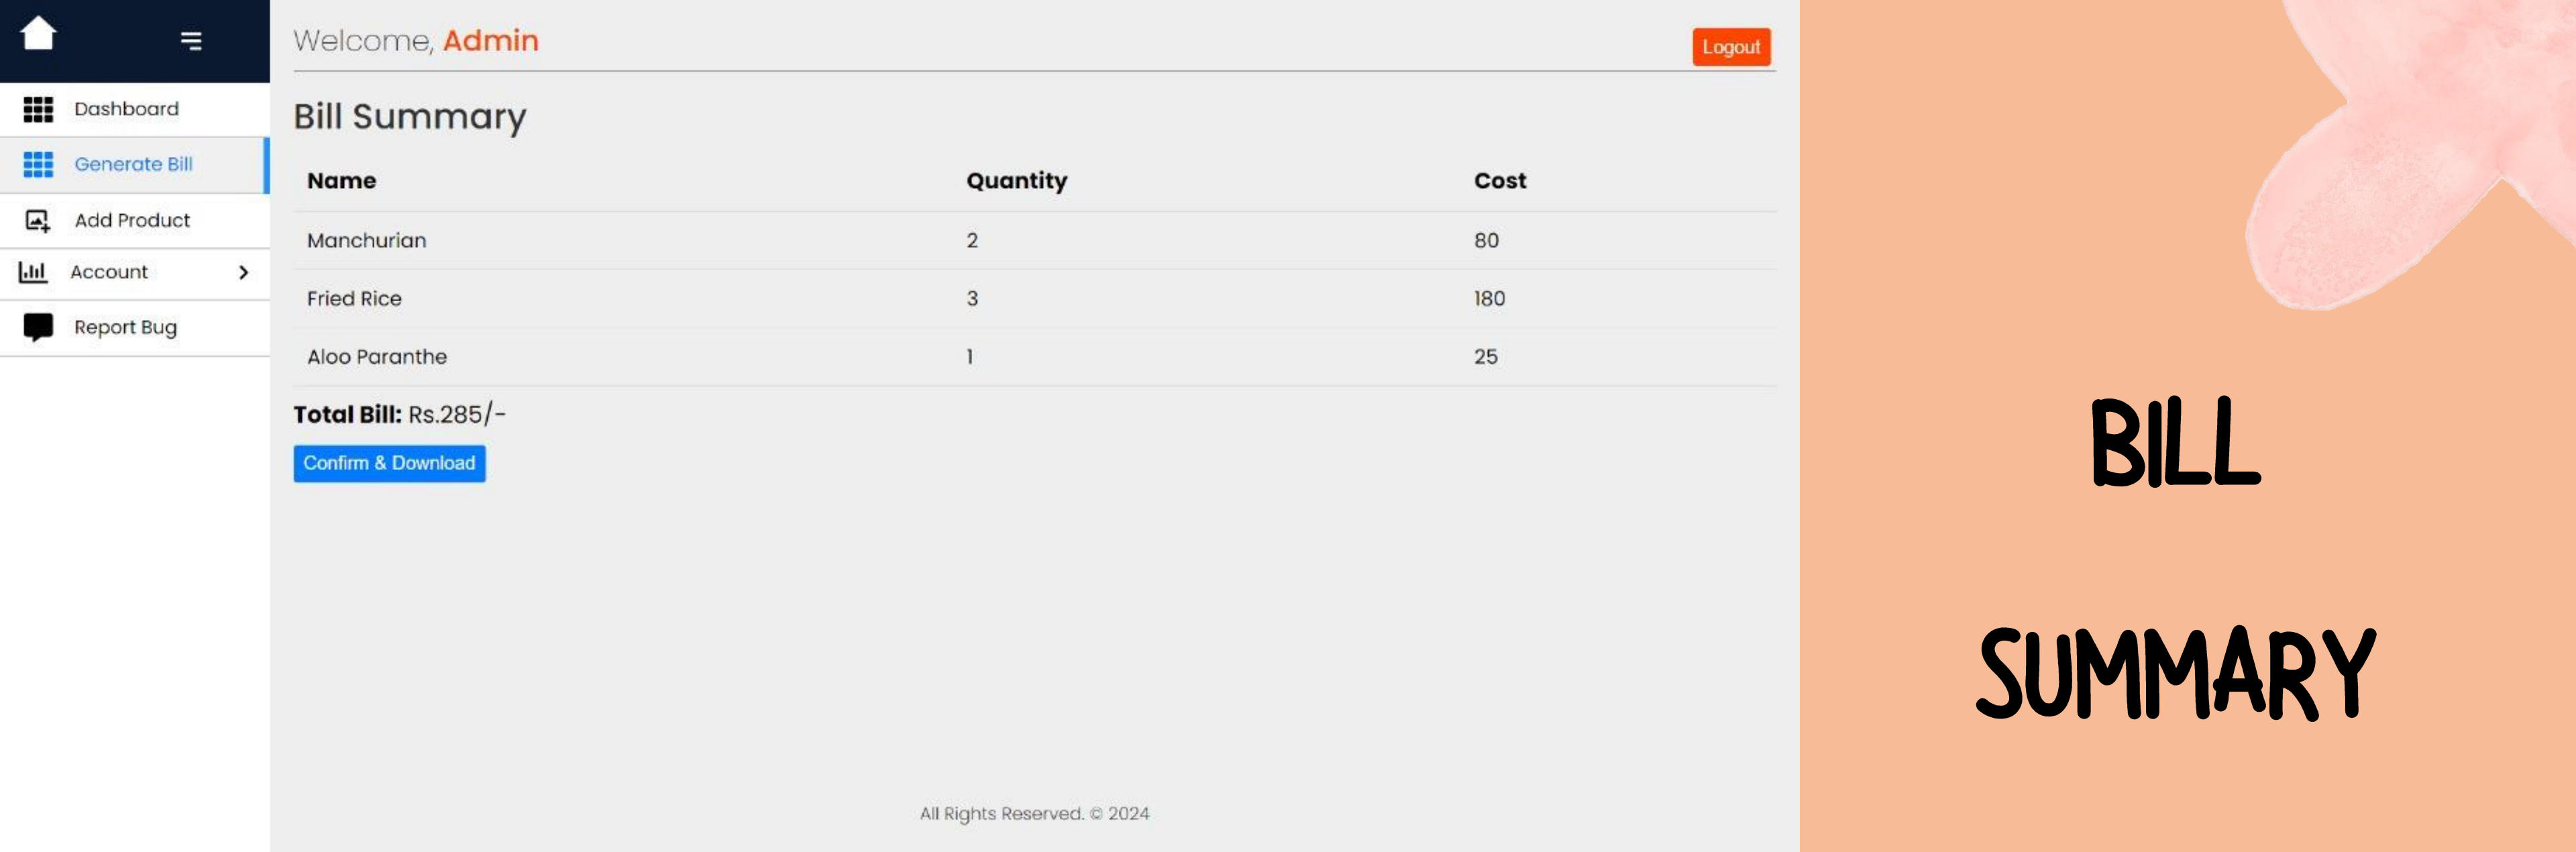 Welcome, Admin
Logout
Dashboard
Generate Bill
Add Product
Account
Report Bug
Bill Summary
Name Quantity Cost
Manchurian 2 80
Fried Rice 3 180
Aloo Paranthe 1 25
Total Bill: Rs.285/-
Confirm & Download
All Rights Reserved. © 2024
BILL
SUMMARY